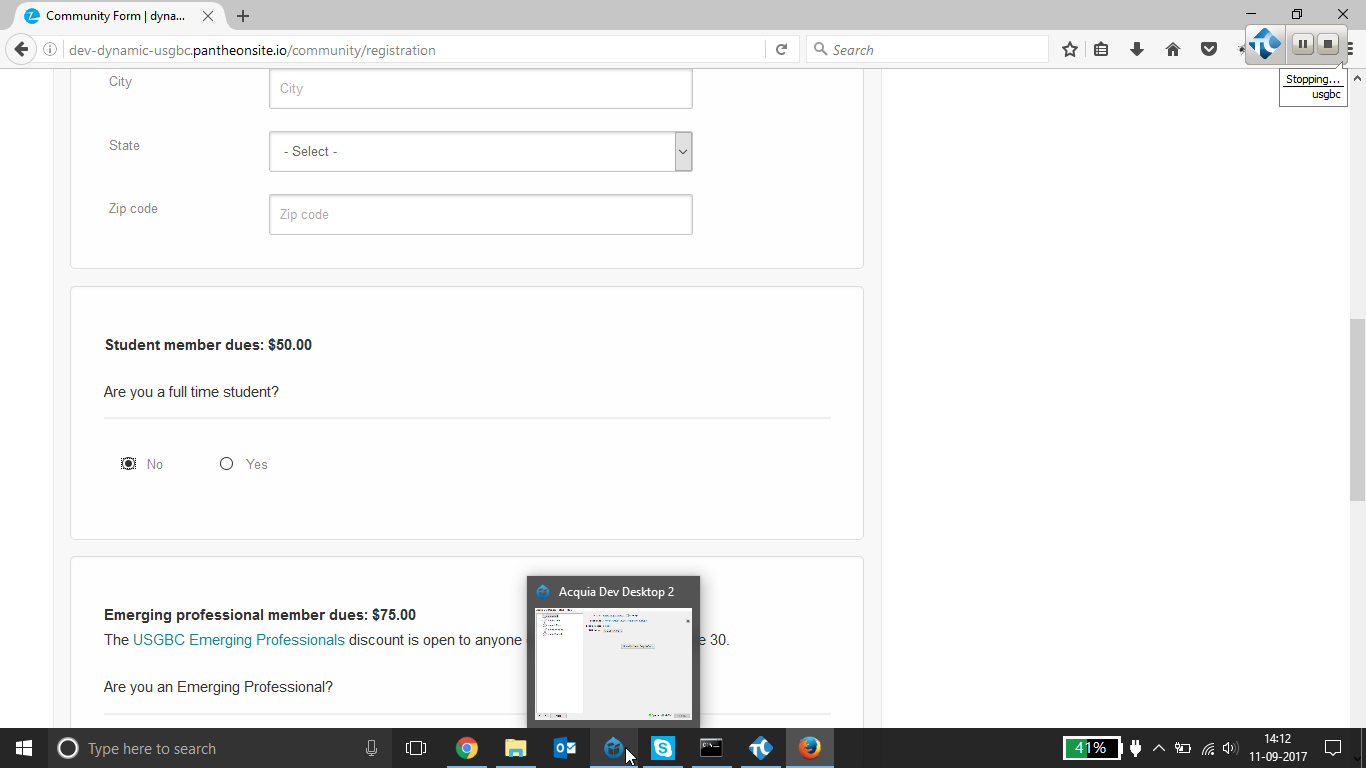 Community Form | dyna...
dev-dynamic-usgbc.pantheonsite.io/community/registration
Search
Stopping...
usgbc
City
City
State
- Select -
Zip code
Zip code
Student member dues: $50.00
Are you a full time student?
No
Yes
Emerging professional member dues: $75.00
The USGBC Emerging Professionals discount is open to anyone
30.
Are you an Emerging Professional?
Acquia Dev Desktop 2
Type here to search
41%
14:12
11-09-2017